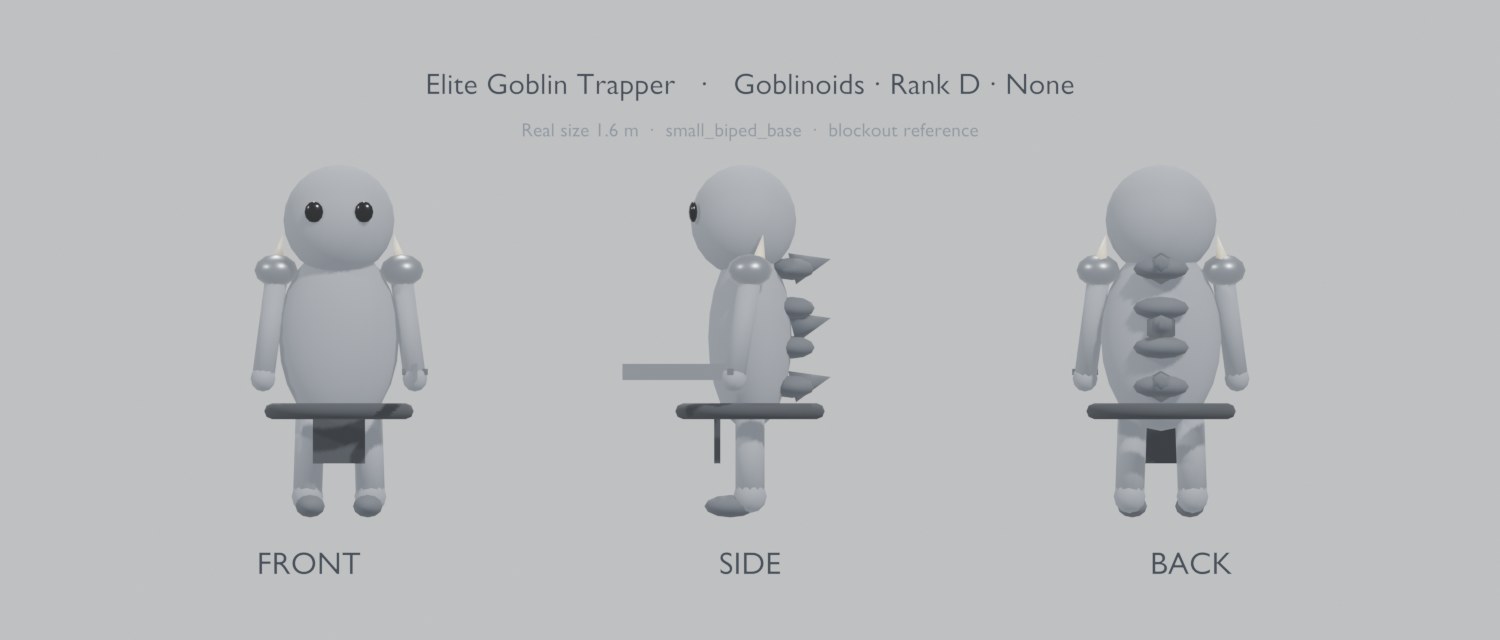 Elite Goblin Trapper · Goblinoids · Rank D · None
Real size 1.6 m · small_biped_base · blockout reference
FRONT SIDE BACK